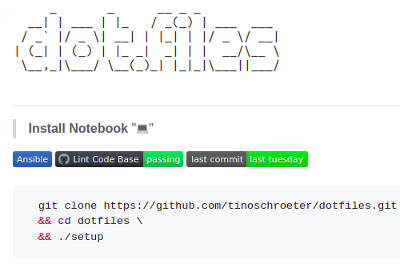 dotfiles
Install Notebook "💻"
Ansible Lint Code Base passing last commit last tuesday
git clone https://github.com/tinoschroeter/dotfiles.git
&& cd dotfiles \
&& ./setup